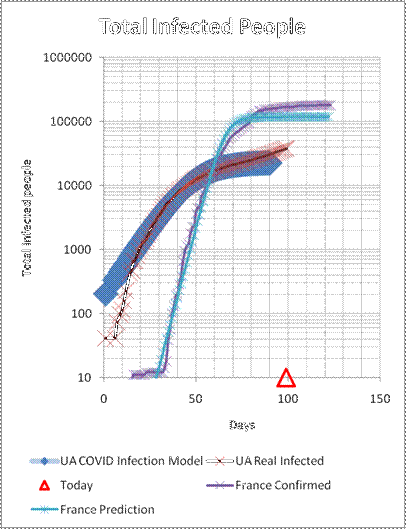 Total Infected People
1000000
100000
10000
1000
100
10
Total infected people
0 50 100 150
Days
UA COVID Infection Model UA Real Infected
Today France Confirmed
France Prediction